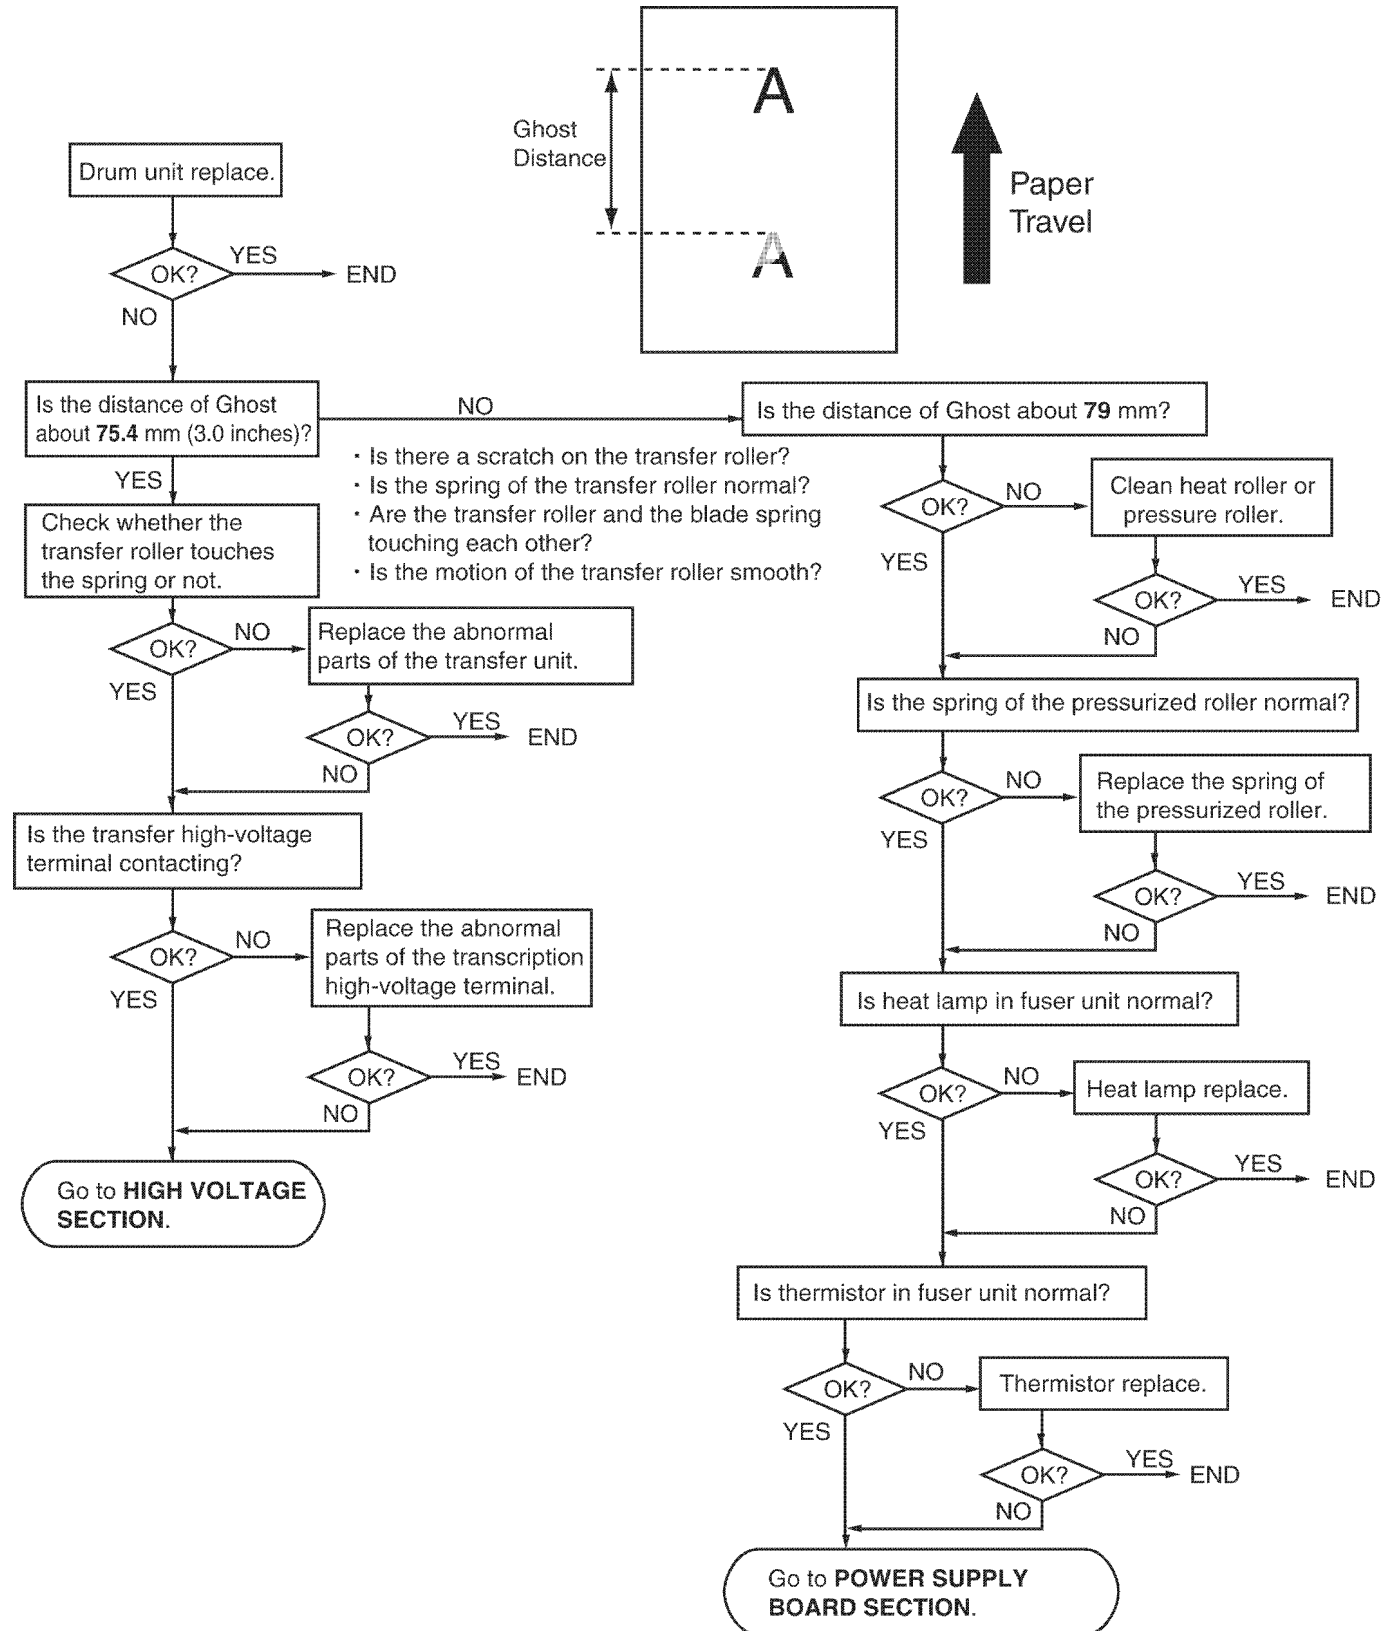 A
Ghost
Distance
A
Paper
Travel
Drum unit replace.
OK?
YES
END
NO
Is the distance of Ghost
about 75.4 mm (3.0 inches)?
NO
YES
Check whether the
transfer roller touches
the spring or not.
· Is there a scratch on the transfer roller?
· Is the spring of the transfer roller normal?
· Are the transfer roller and the blade spring
touching each other?
· Is the motion of the transfer roller smooth?
OK?
NO
Replace the abnormal
parts of the transfer unit.
YES
OK?
YES
END
NO
Is the transfer high-voltage
terminal contacting?
OK?
NO
Replace the abnormal
parts of the transcription
high-voltage terminal.
YES
OK?
YES
END
NO
Go to HIGH VOLTAGE
SECTION.
Is the distance of Ghost about 79 mm?
OK?
NO
Clean heat roller or
pressure roller.
YES
OK?
YES
END
NO
Is the spring of the pressurized roller normal?
OK?
NO
Replace the spring of
the pressurized roller.
YES
OK?
YES
END
NO
Is heat lamp in fuser unit normal?
OK?
NO
Heat lamp replace.
YES
OK?
YES
END
NO
Is thermistor in fuser unit normal?
OK?
NO
Thermistor replace.
YES
OK?
YES
END
NO
Go to POWER SUPPLY
BOARD SECTION.